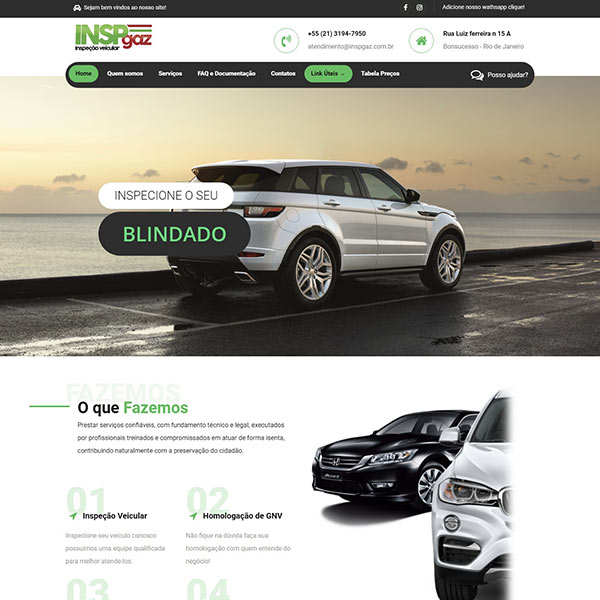 Sejam bem vindos ao nosso site!
Adicione nosso wathsapp clique!
INSPgaz
Inspeção veicular
+55 (21) 3194-7950
atendimento@inspgaz.com.br
Rua Luiz ferreira n 15 A
Bonsucesso - Rio de Janeiro
Home Quem somos Serviços FAQ e Documentação Contatos Link Úteis Tabela Preços Posso ajudar?
INSPECIONE O SEU
BLINDADO
FAZEMOS
O que Fazemos
Prestar serviços confiáveis, com fundamento técnico e legal, executados
por profissionais treinados e compromissados em atuar de forma isenta,
contribuindo naturalmente com a preservação do cidadão.
01
Inspeção Veicular
Inspecione seu veículo conosco
possuímos uma equipe qualificada
para melhor atende-los.
02
Homologação de GNV
Não fique na dúvida faça sua
homologação com quem entende do
negócio!
03
04